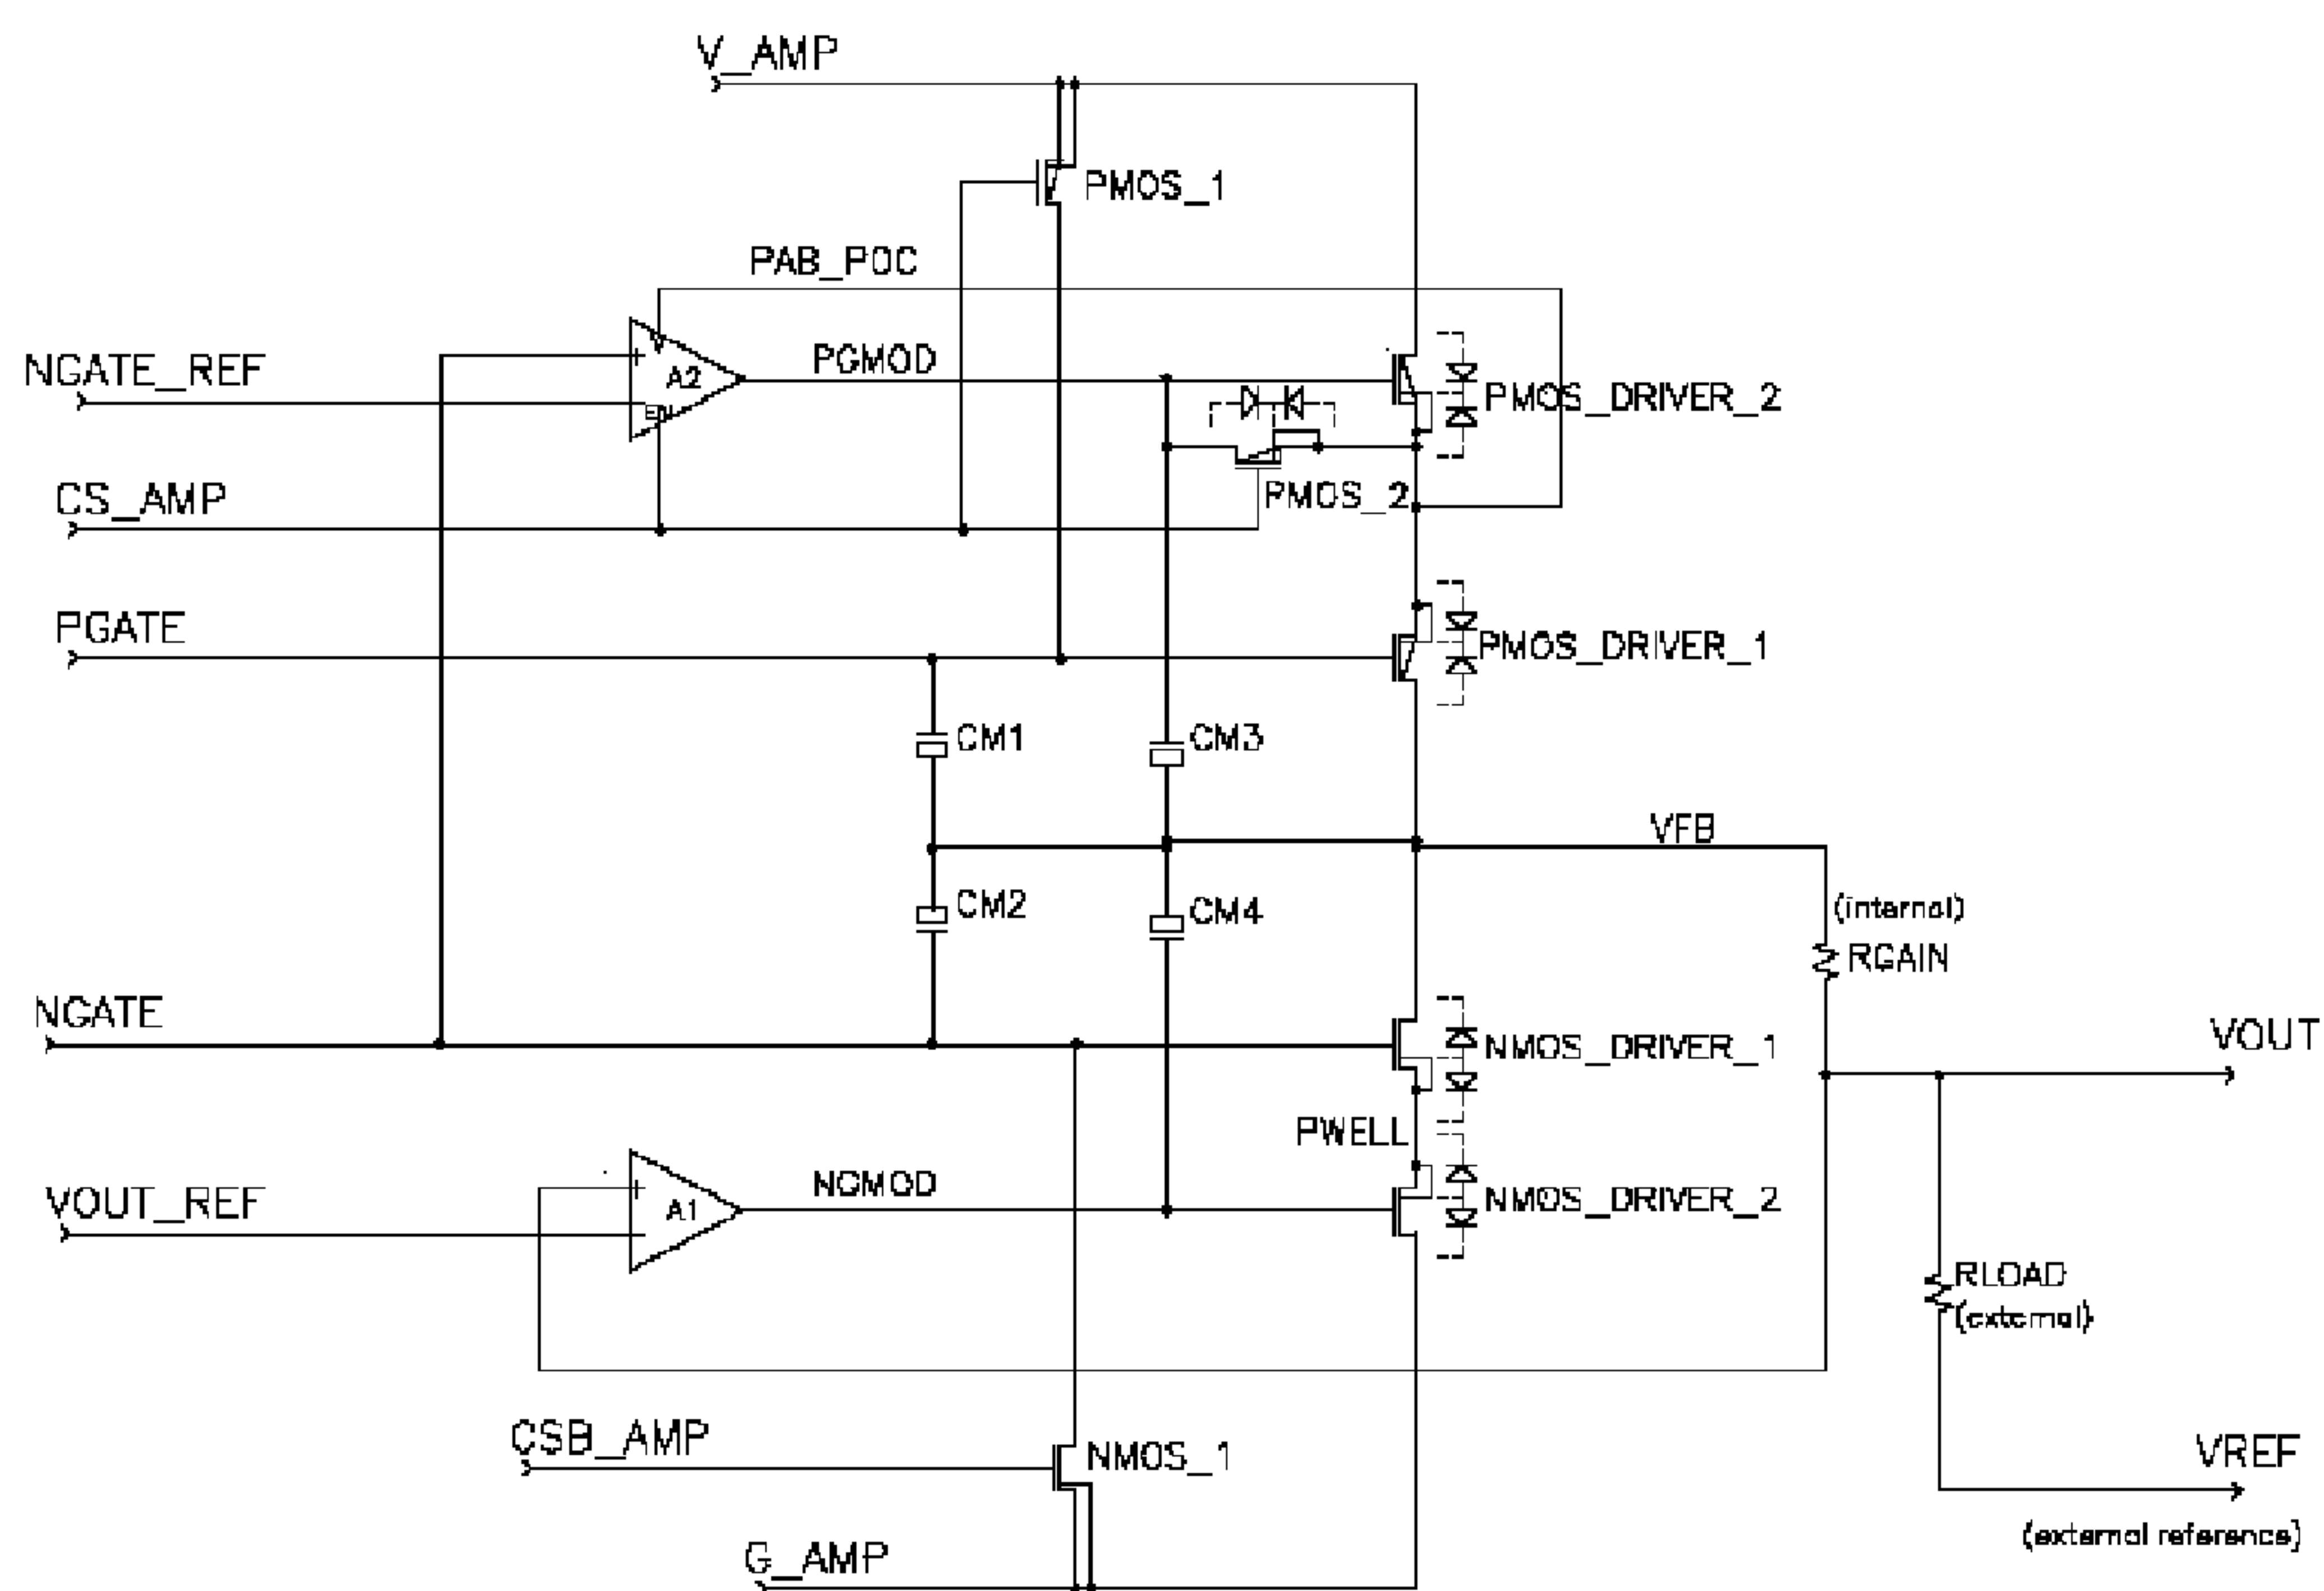 V_AMP
PMOS_1
PAB_POC
NGATE_REF
+
A2
PGMOD
PMOS_DRIVER_2
CS_AMP
PMOS_2
PGATE
PMOS_DRIVER_1
CM1
CM3
VFB
CM2
CM4
(internal)
RGAIN
NGATE
NMOS_DRIVER_1
VOUT
PWELL
VOUT_REF
+
A1
NGMOD
NMOS_DRIVER_2
RLOAD
(external)
CSB_AMP
NMOS_1
VREF
(external reference)
G_AMP